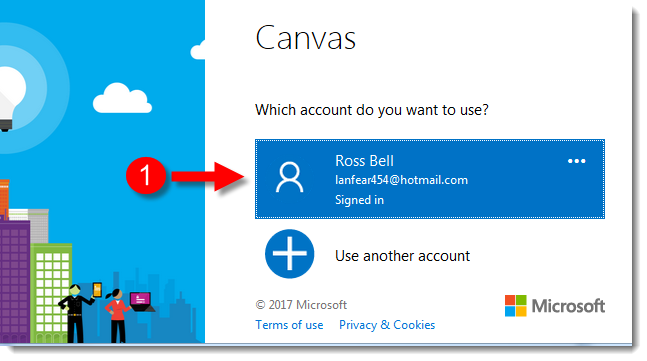 Canvas
Which account do you want to use?
1
Ross Bell
lanfear454@hotmail.com
Signed in
Use another account
© 2017 Microsoft
Microsoft
Terms of use Privacy & Cookies